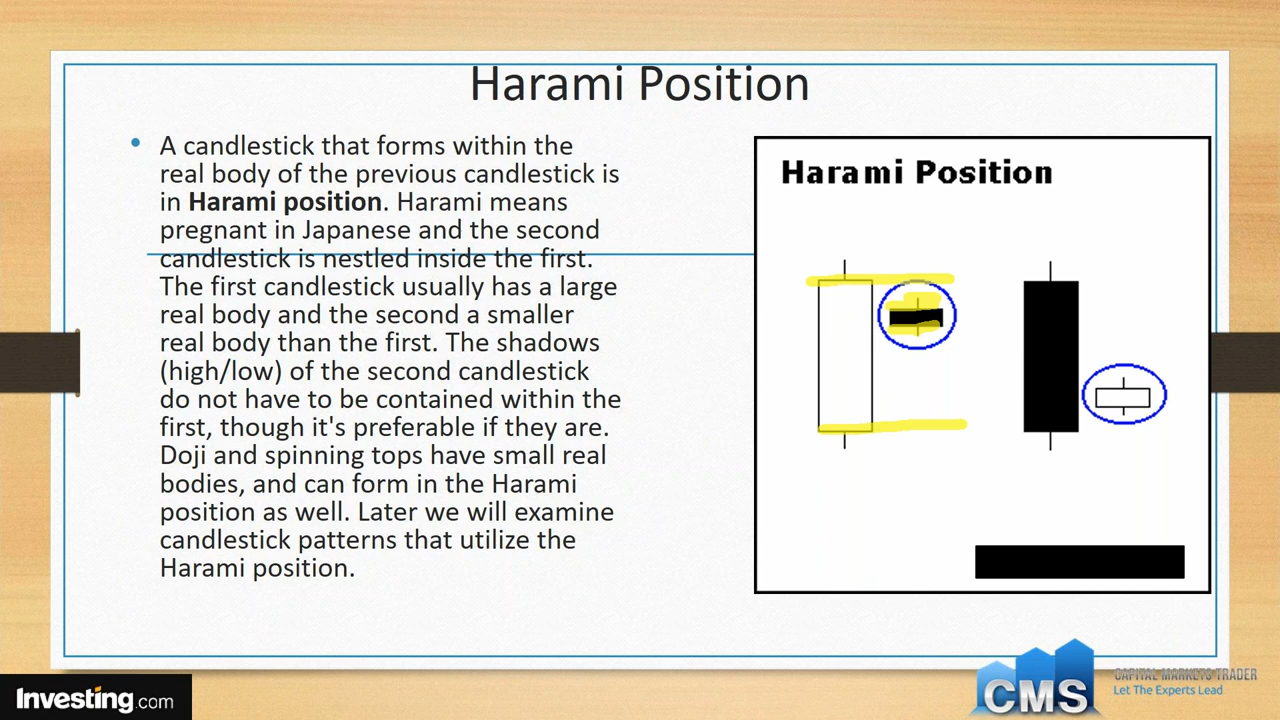 Harami Position
A candlestick that forms within the
real body of the previous candlestick is
in Harami position. Harami means
pregnant in Japanese and the second
candlestick is nestled inside the first.
The first candlestick usually has a large
real body and the second a smaller
real body than the first. The shadows
(high/low) of the second candlestick
do not have to be contained within the
first, though it's preferable if they are.
Doji and spinning tops have small real
bodies, and can form in the Harami
position as well. Later we will examine
candlestick patterns that utilize the
Harami position.
Harami Position
Investing.com
CMS
CAPITAL MARKETS TRADER
Let The Experts Lead